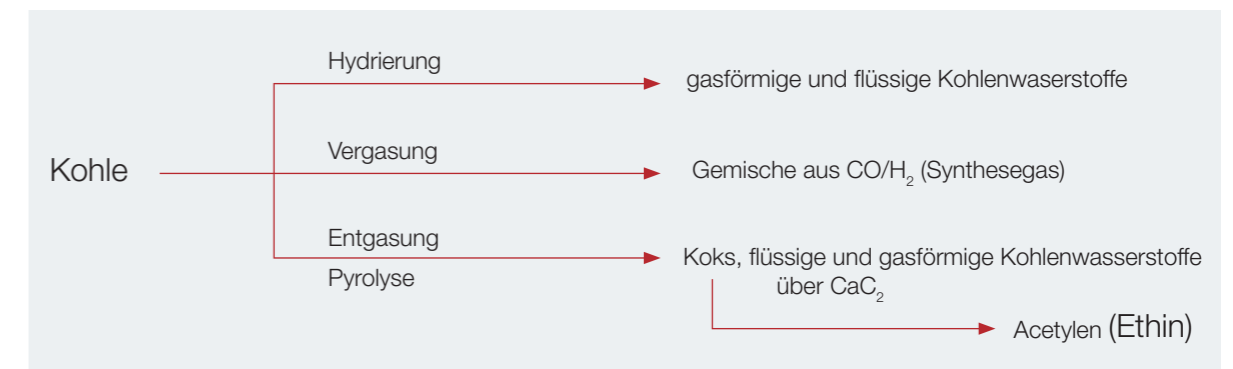 Hydrierung
gasförmige und flüssige Kohlenwaserstoffe
Kohle
Vergasung
Gemische aus CO/H₂ (Synthesegas)
Entgasung
Pyrolyse
Koks, flüssige und gasförmige Kohlenwasserstoffe
über CaC₂
Acetylen (Ethin)